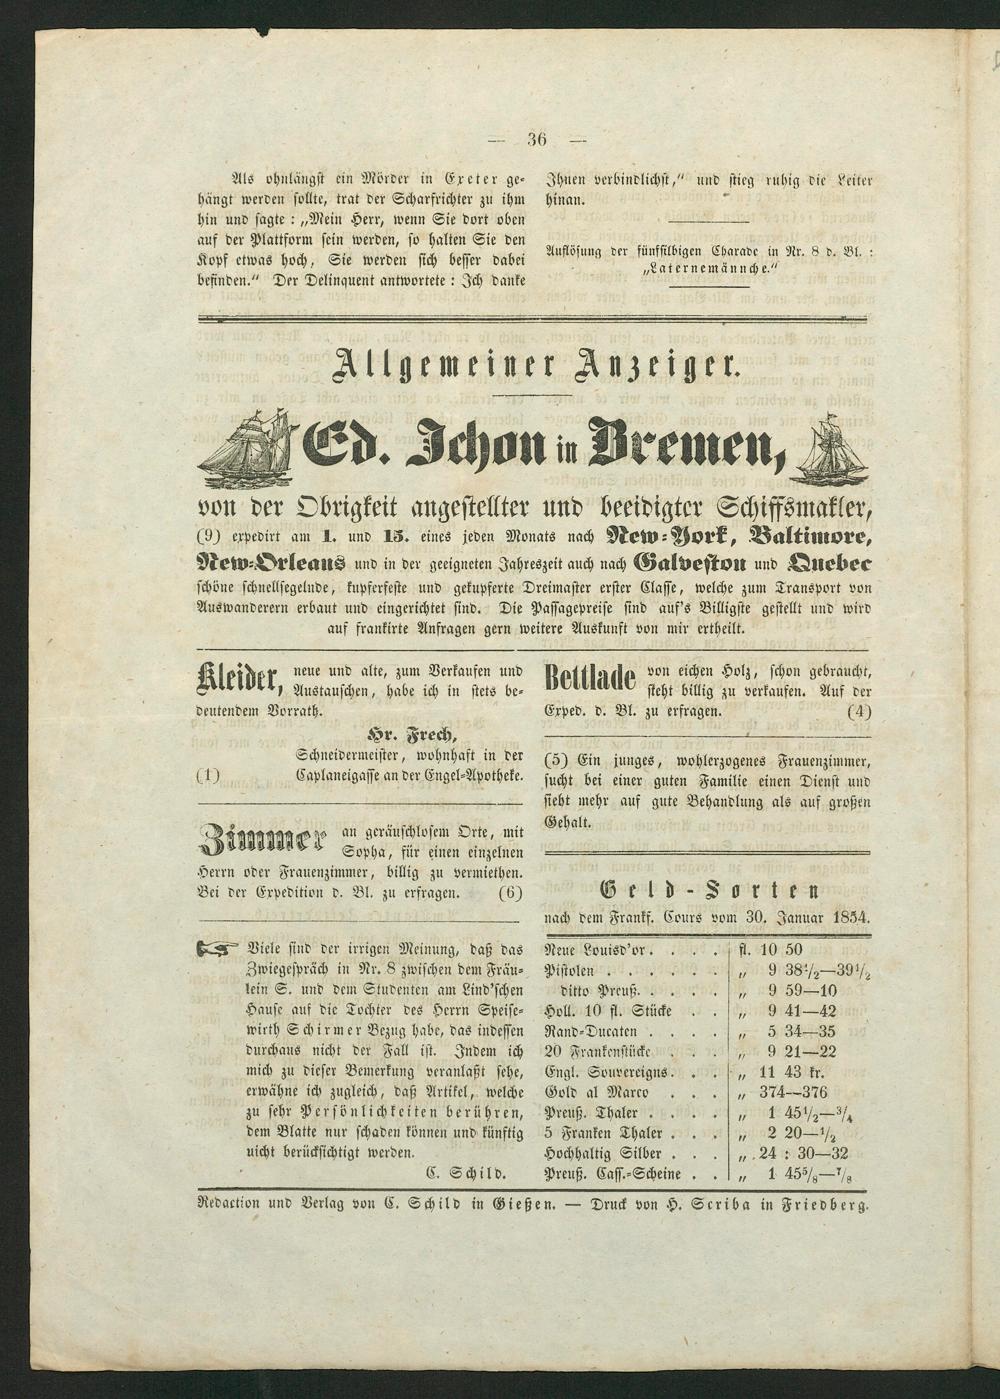 — 36 —
Als ohnlängst ein Mörder in Exeter ge-
hängt werden sollte, trat der Scharfrichter zu ihm
hin und sagte: „Mein Herr, wenn Sie dort oben
auf der Plattform sein werden, so halten Sie den
Kopf etwas hoch, Sie werden sich besser dabei
befinden.“ Der Delinquent antwortete: Ich danke
Ihnen verbindlichst,“ und stieg ruhig die Leiter
hinan.
Auflösung der fünfsilbigen Charade in Nr. 8 d. Bl.:
„Laternemännche.“
Allgemeiner Anzeiger.
Ed. Ichon in Bremen,
von der Obrigkeit angestellter und beeidigter Schiffsmakler,
(9) expedirt am 1. und 15. eines jeden Monats nach New-York, Baltimore,
New-Orleans und in der geeigneten Jahreszeit auch nach Galveston und Quebec
schöne schnellsegelnde, kupferfeste und gekupferte Dreimaster erster Classe, welche zum Transport von
Auswanderern erbaut und eingerichtet sind. Die Passagepreise sind auf's Billigste gestellt und wird
auf frankirte Anfragen gern weitere Auskunft von mir ertheilt.
Kleider, neue und alte, zum Verkaufen und
Austauschen, habe ich in stets be-
deutendem Vorrath.
Hr. Frech,
Schneidermeister, wohnhaft in der
(1) Caplaneigasse an der Engel-Apotheke.
Zimmer an geräuschlosem Orte, mit
Sopha, für einen einzelnen
Herrn oder Frauenzimmer, billig zu vermiethen.
Bei der Expedition d. Bl. zu erfragen. (6)
☞ Viele sind der irrigen Meinung, daß das
Zwiegespräch in Nr. 8 zwischen dem Fräu-
lein S. und dem Studenten am Lind'schen
Hause auf die Tochter des Herrn Speise-
wirth Schirmer Bezug habe, das indessen
durchaus nicht der Fall ist. Indem ich
mich zu dieser Bemerkung veranlaßt sehe,
erwähne ich zugleich, daß Artikel, welche
zu sehr Persönlichkeiten berühren,
dem Blatte nur schaden können und künftig
nicht berücksichtigt werden.
C. Schild.
Bettlade von eichen Holz, schon gebraucht,
steht billig zu verkaufen. Auf der
Exped. d. Bl. zu erfragen. (4)
(5) Ein junges, wohlerzogenes Frauenzimmer,
sucht bei einer guten Familie einen Dienst und
sieht mehr auf gute Behandlung als auf großen
Gehalt.
Geld-Sorten
nach dem Frankf. Cours vom 30. Januar 1854.
Neue Louisd'or. . . . fl. 10 50
Pistolen . . . . . . „ 9 38½—39½
ditto Preuß. . . . . „ 9 59—10
Holl. 10 fl. Stücke . . „ 9 41—42
Rand-Ducaten . . . . „ 5 34—35
20 Frankenstücke . . . „ 9 21—22
Engl. Souvereigns. . . „ 11 43 kr.
Gold al Marco . . . „ 374—376
Preuß. Thaler . . . . „ 1 45½—¾
5 Franken Thaler . . . „ 2 20—½
Hochhaltig Silber . . . „ 24 : 30—32
Preuß. Cass.-Scheine . . „ 1 45⅝—⅞
Redaction und Verlag von C. Schild in Gießen. — Druck von H. Scriba in Friedberg.